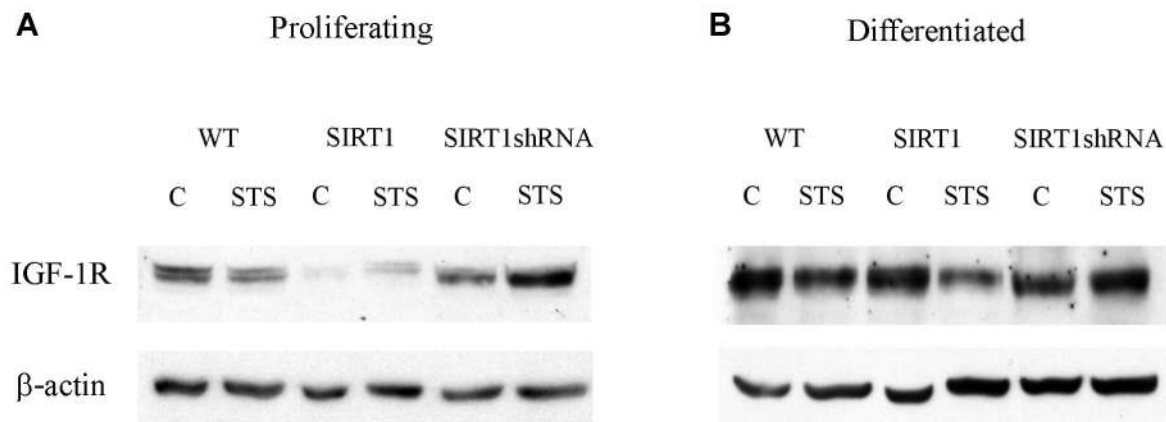 A Proliferating
WT SIRT1 SIRT1shRNA
C STS C STS C STS
IGF-1R
β-actin
B Differentiated
WT SIRT1 SIRT1shRNA
C STS C STS C STS